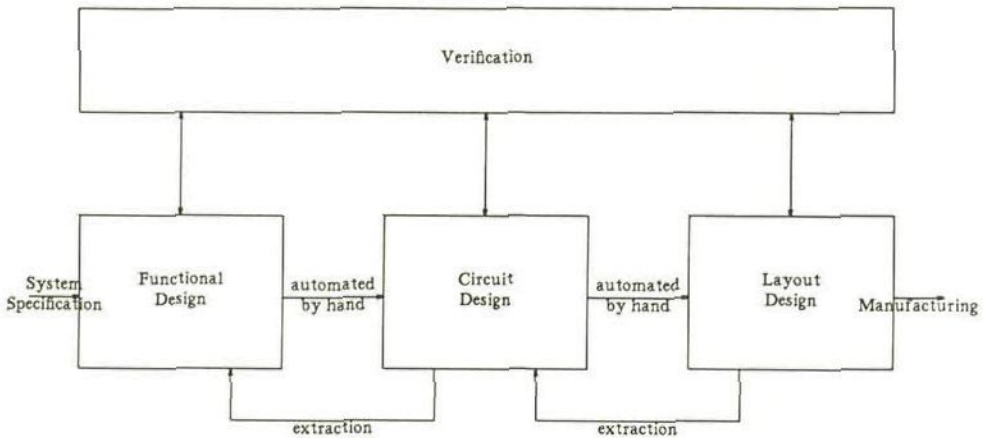 Verification
System
Specification
Functional
Design
automated
by hand
Circuit
Design
automated
by hand
Layout
Design
Manufacturing
extraction
extraction